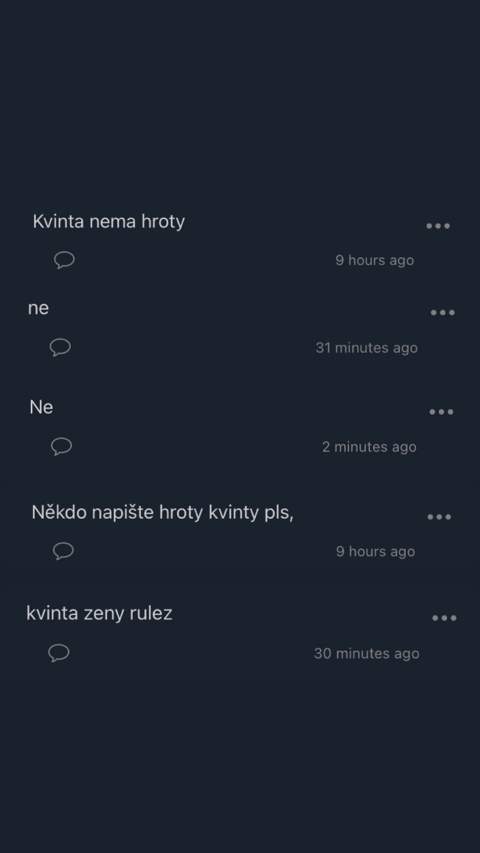 Kvinta nema hroty
9 hours ago
ne
31 minutes ago
Ne
2 minutes ago
Někdo napište hroty kvinty pls,
9 hours ago
kvinta zeny rulez
30 minutes ago